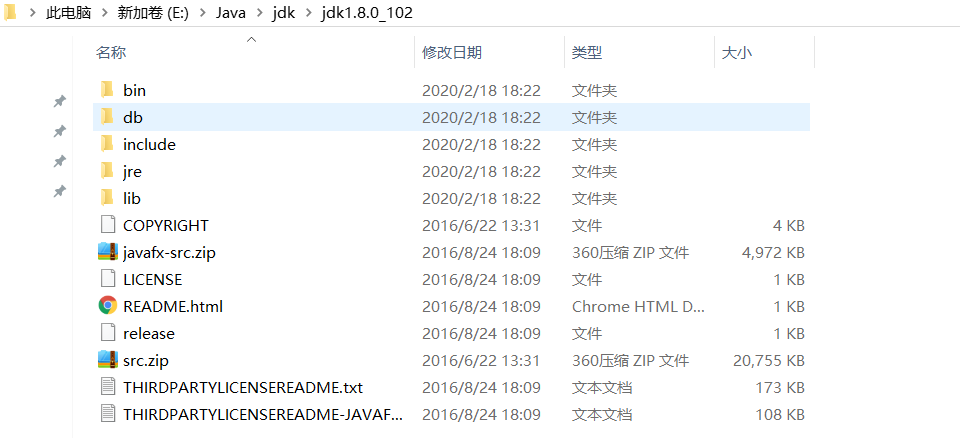 此电脑 > 新加卷 (E:) > Java > jdk > jdk1.8.0_102
名称 修改日期 类型 大小
bin 2020/2/18 18:22 文件夹
db 2020/2/18 18:22 文件夹
include 2020/2/18 18:22 文件夹
jre 2020/2/18 18:22 文件夹
lib 2020/2/18 18:22 文件夹
COPYRIGHT 2016/6/22 13:31 文件 4 KB
javafx-src.zip 2016/8/24 18:09 360压缩 ZIP 文件 4,972 KB
LICENSE 2016/8/24 18:09 文件 1 KB
README.html 2016/8/24 18:09 Chrome HTML D... 1 KB
release 2016/8/24 18:09 文件 1 KB
src.zip 2016/6/22 13:31 360压缩 ZIP 文件 20,755 KB
THIRDPARTYLICENSEREADME.txt 2016/8/24 18:09 文本文档 173 KB
THIRDPARTYLICENSEREADME-JAVAF... 2016/8/24 18:09 文本文档 108 KB